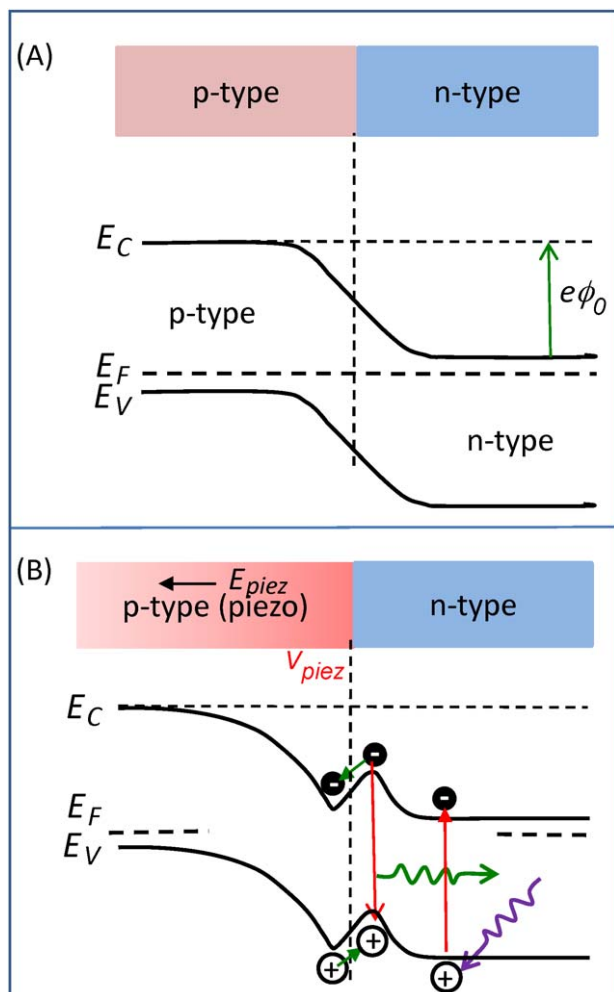 (A)
p-type n-type
E_C
eϕ_0
p-type
E_F
E_V
n-type
(B)
E_piez
p-type (piezo) n-type
V_piez
E_C
-
-
-
E_F
E_V
+
+
+